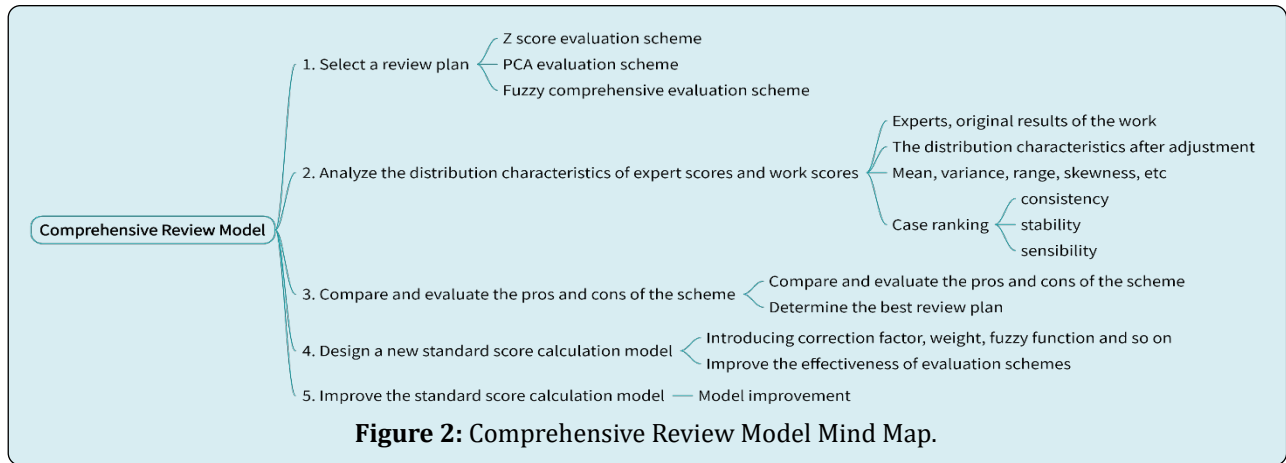 Comprehensive Review Model
1. Select a review plan
Z score evaluation scheme
PCA evaluation scheme
Fuzzy comprehensive evaluation scheme
2. Analyze the distribution characteristics of expert scores and work scores
Experts, original results of the work
The distribution characteristics after adjustment
Mean, variance, range, skewness, etc
Case ranking
consistency
stability
sensibility
3. Compare and evaluate the pros and cons of the scheme
Compare and evaluate the pros and cons of the scheme
Determine the best review plan
4. Design a new standard score calculation model
Introducing correction factor, weight, fuzzy function and so on
Improve the effectiveness of evaluation schemes
5. Improve the standard score calculation model
Model improvement
Figure 2: Comprehensive Review Model Mind Map.